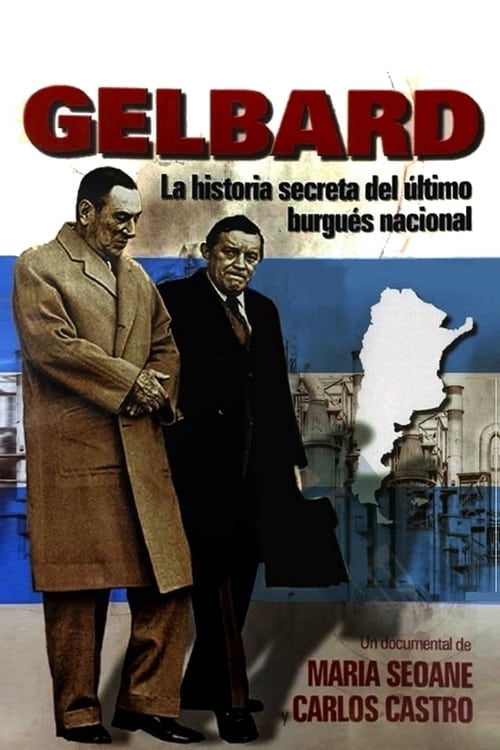 GELBARD
La historia secreta del último
burgués nacional
Un documental de
MARIA SEOANE
y CARLOS CASTRO